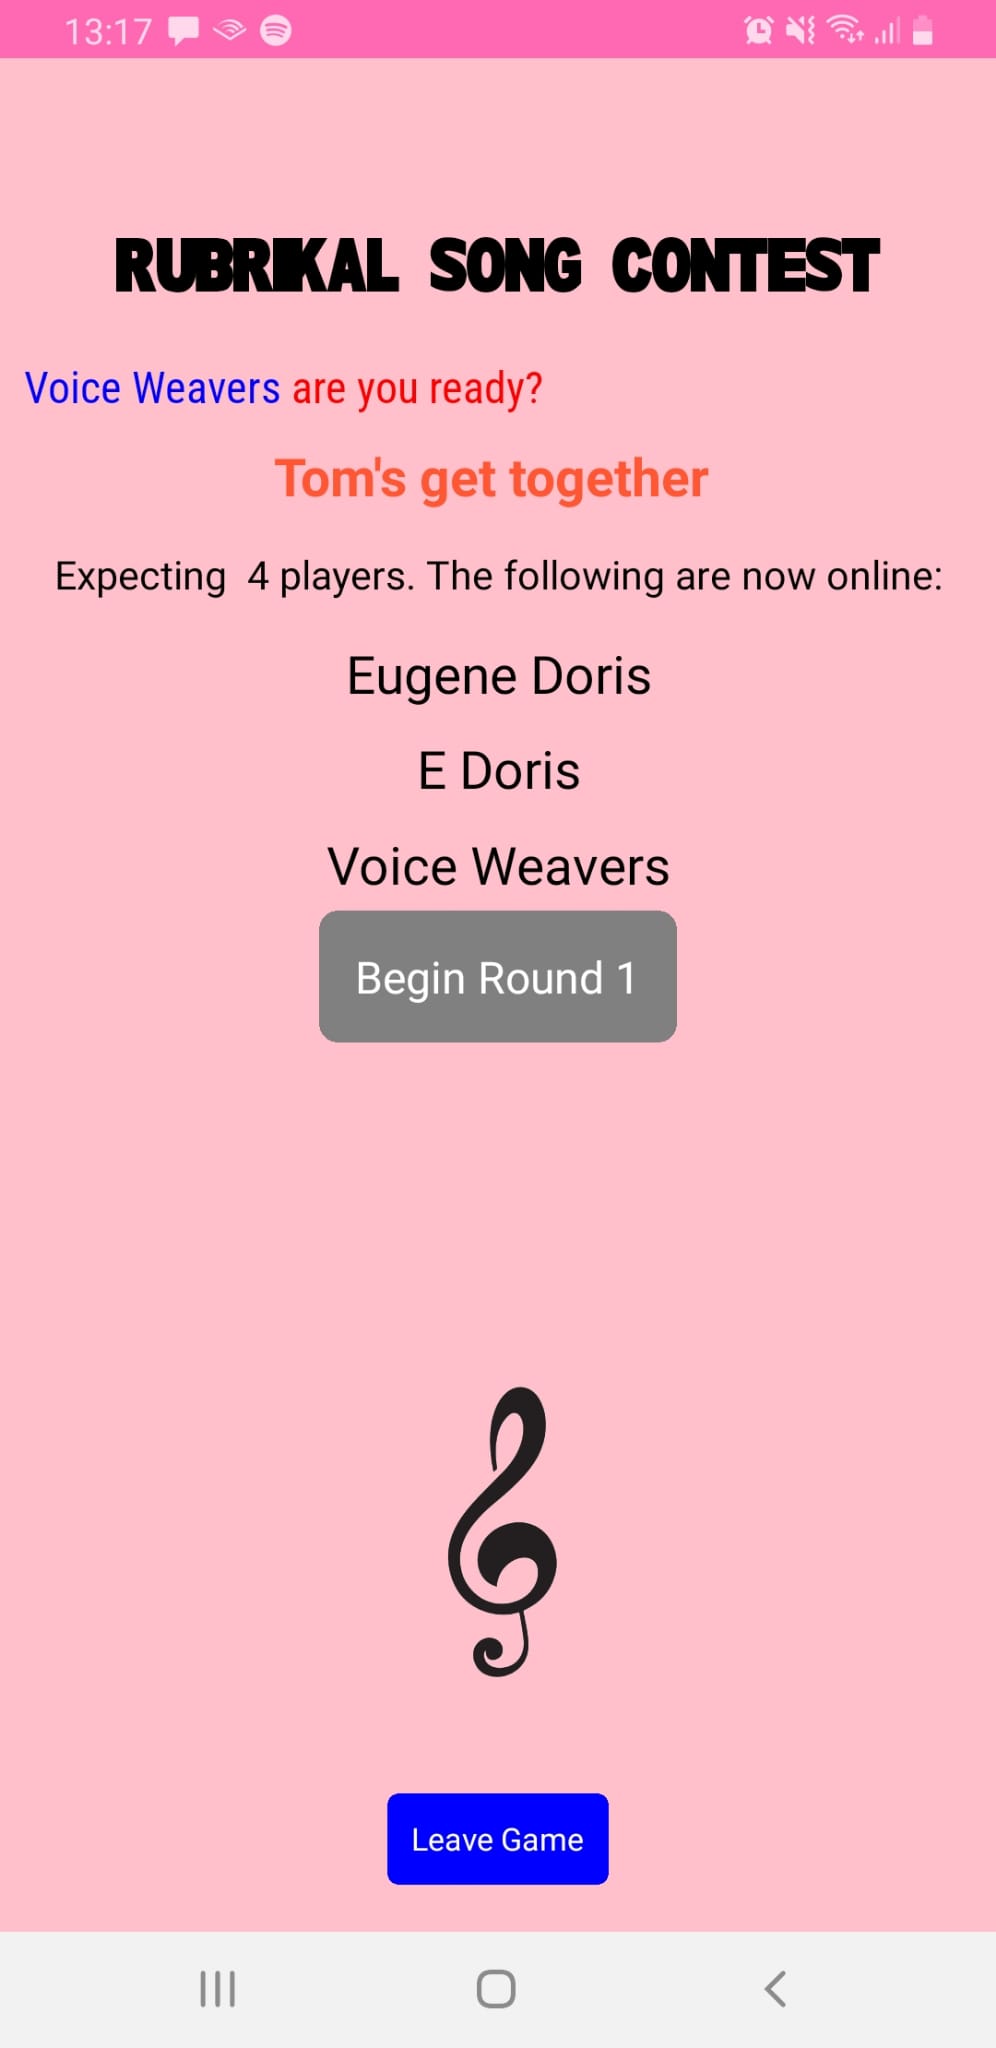 13:17
RUBRIKAL SONG CONTEST
Voice Weavers are you ready?
Tom's get together
Expecting  4 players. The following are now online:
Eugene Doris
E Doris
Voice Weavers
Begin Round 1
Leave Game